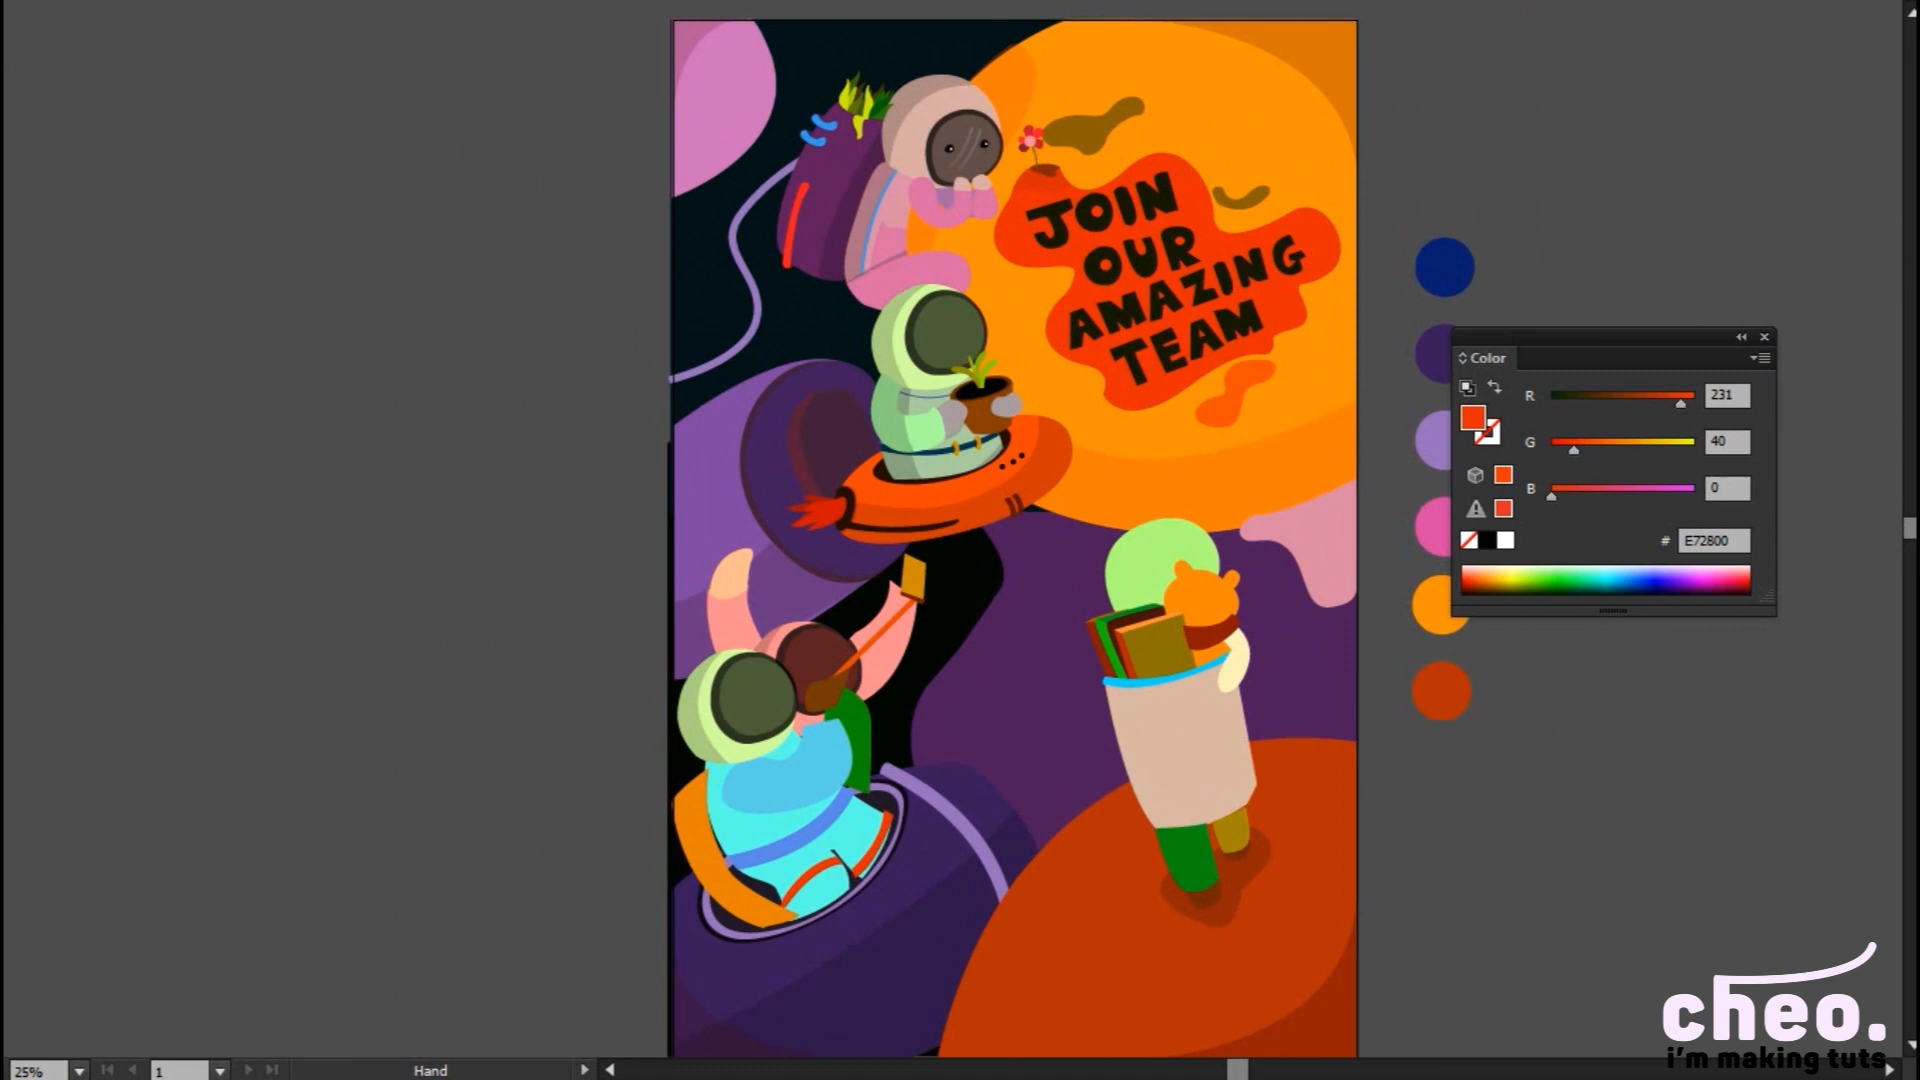 JOIN
OUR
AMAZING
TEAM
Color
R 231
G 40
B 0
# E72800
cheo.
i'm making tuts
25%
1
Hand